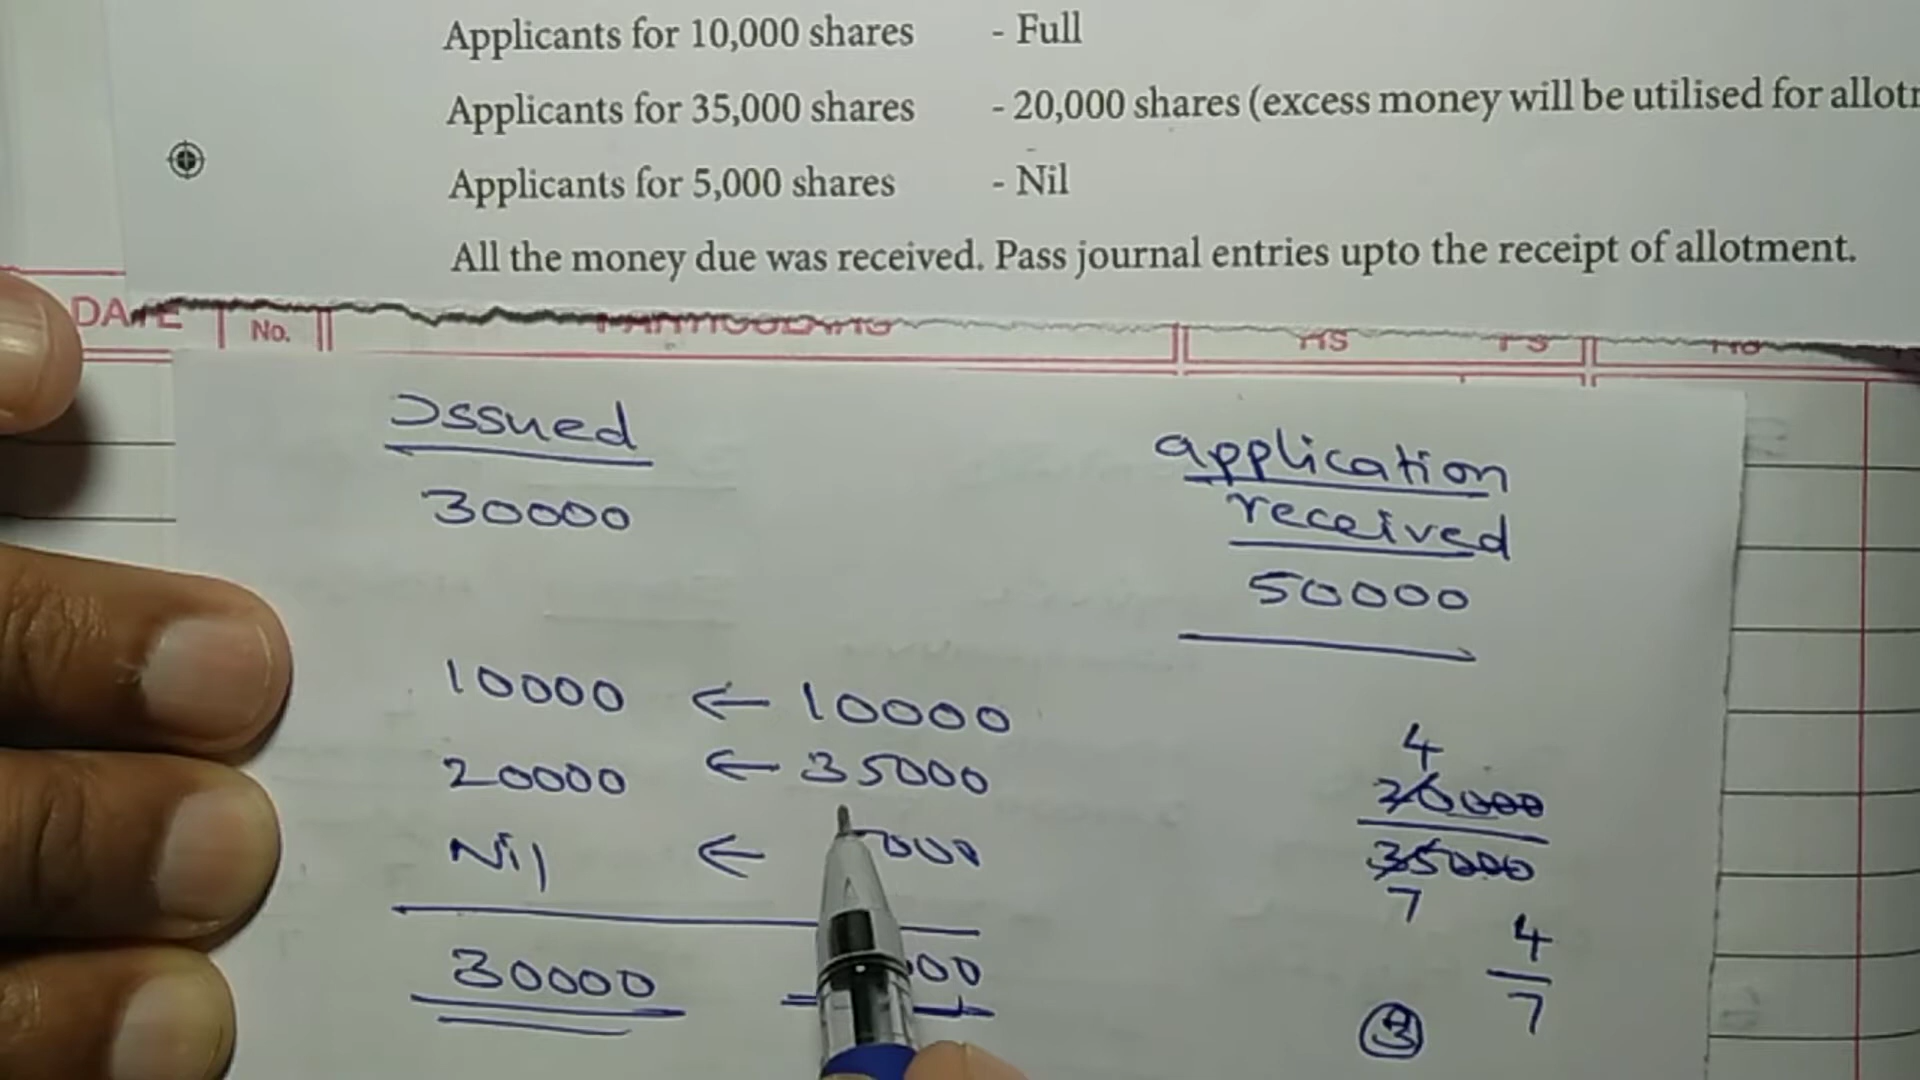 Applicants for 10,000 shares - Full
Applicants for 35,000 shares - 20,000 shares (excess money will be utilised for
Applicants for 5,000 shares - Nil
All the money due was received. Pass journal entries upto the receipt of allotment.
DATE No.
Issued
30000
application
received
50000
10000 ← 10000
20000 ← 35000
Nil ←
30000
4
20000
35000
7
4
7
3